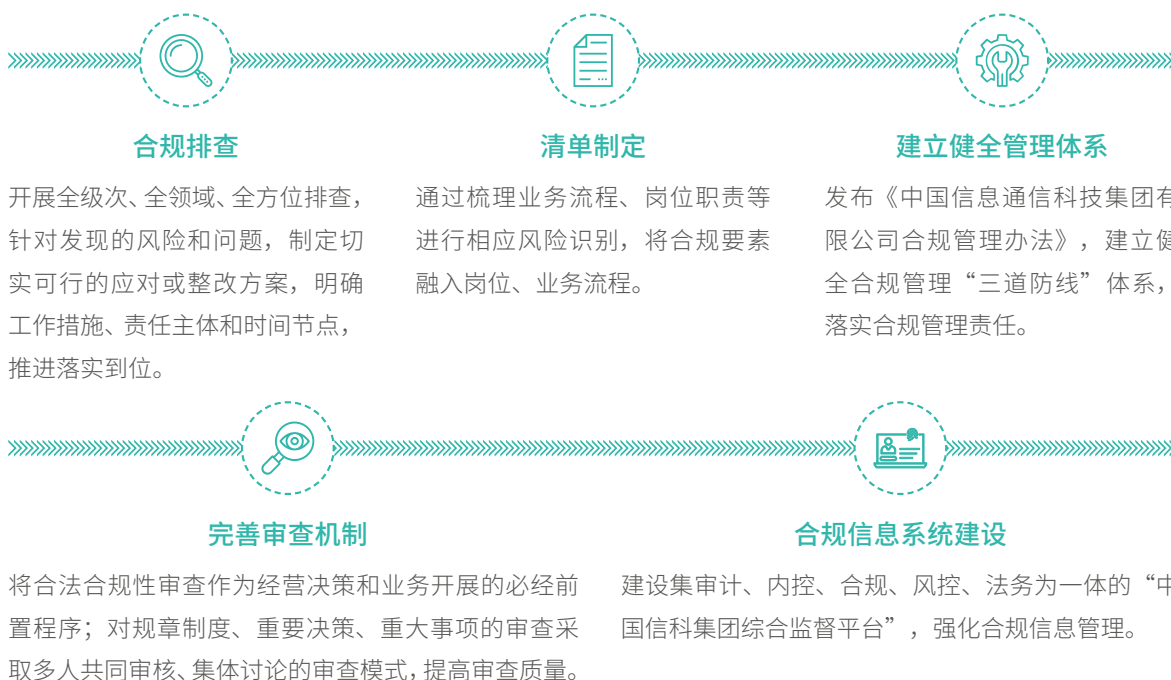 合规排查
开展全级次、全领域、全方位排查，
针对发现的风险和问题，制定切
实可行的应对或整改方案，明确
工作措施、责任主体和时间节点，
推进落实到位。
清单制定
通过梳理业务流程、岗位职责等
进行相应风险识别，将合规要素
融入岗位、业务流程。
建立健全管理体系
发布《中国信息通信科技集团有
限公司合规管理办法》，建立健
全合规管理“三道防线”体系，
落实合规管理责任。
完善审查机制
将合法合规性审查作为经营决策和业务开展的必经前
置程序；对规章制度、重要决策、重大事项的审查采
取多人共同审核、集体讨论的审查模式，提高审查质量。
合规信息系统建设
建设集审计、内控、合规、风控、法务为一体的“中
国信科集团综合监督平台”，强化合规信息管理。